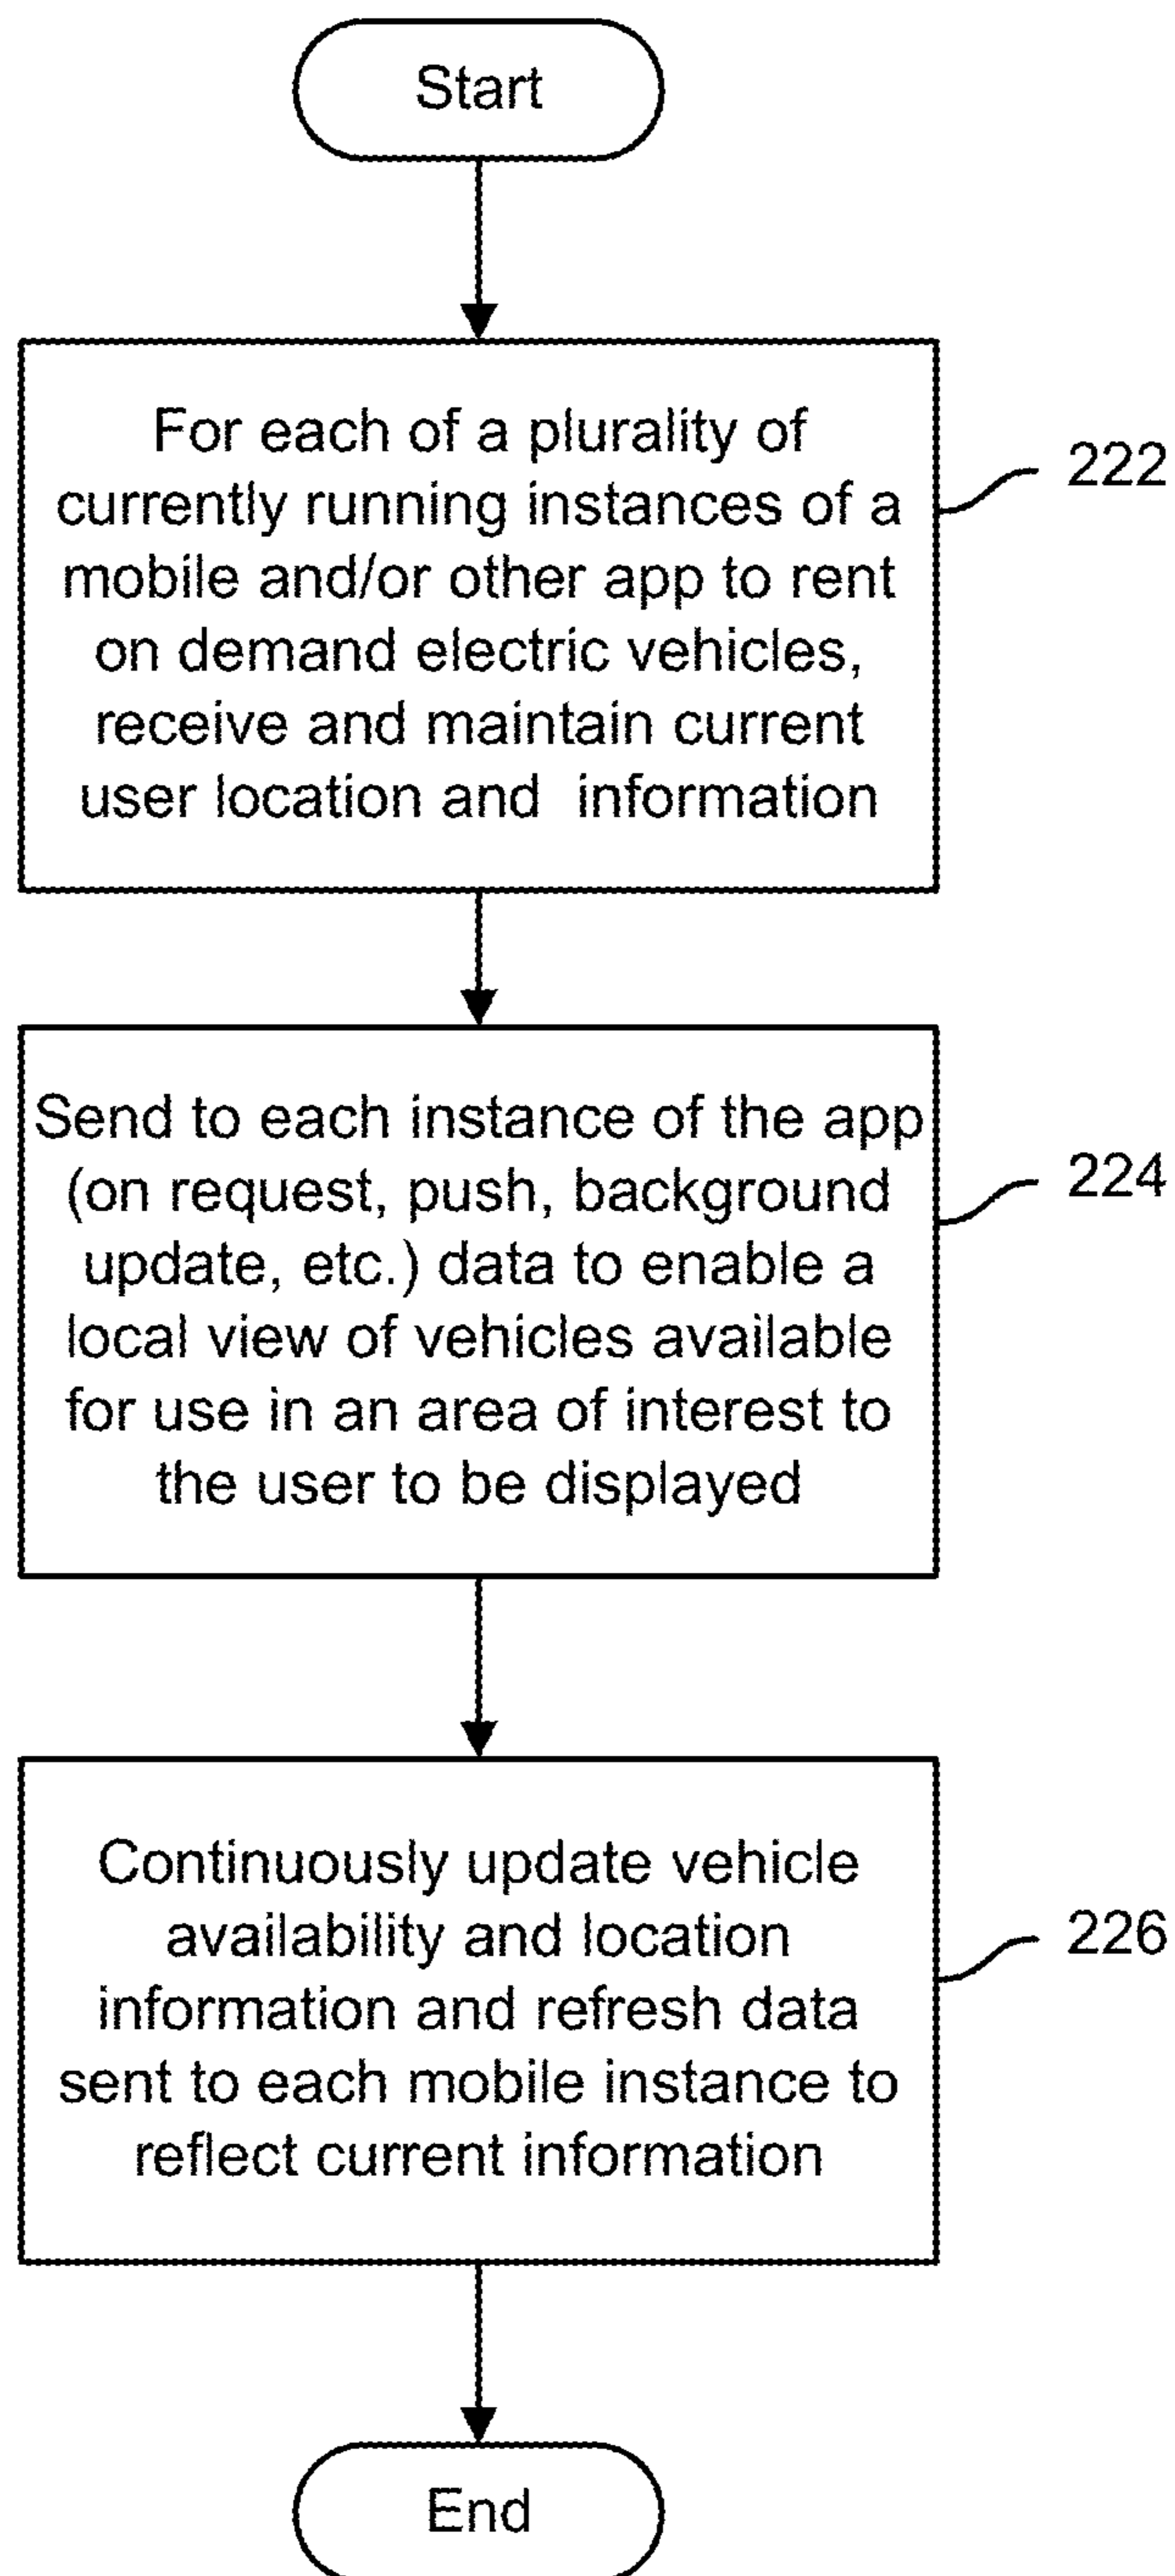 Start
For each of a plurality of
currently running instances of a
mobile and/or other app to rent
on demand electric vehicles,
receive and maintain current
user location and  information
222
Send to each instance of the app
(on request, push, background
update, etc.) data to enable a
local view of vehicles available
for use in an area of interest to
the user to be displayed
224
Continuously update vehicle
availability and location
information and refresh data
sent to each mobile instance to
reflect current information
226
End